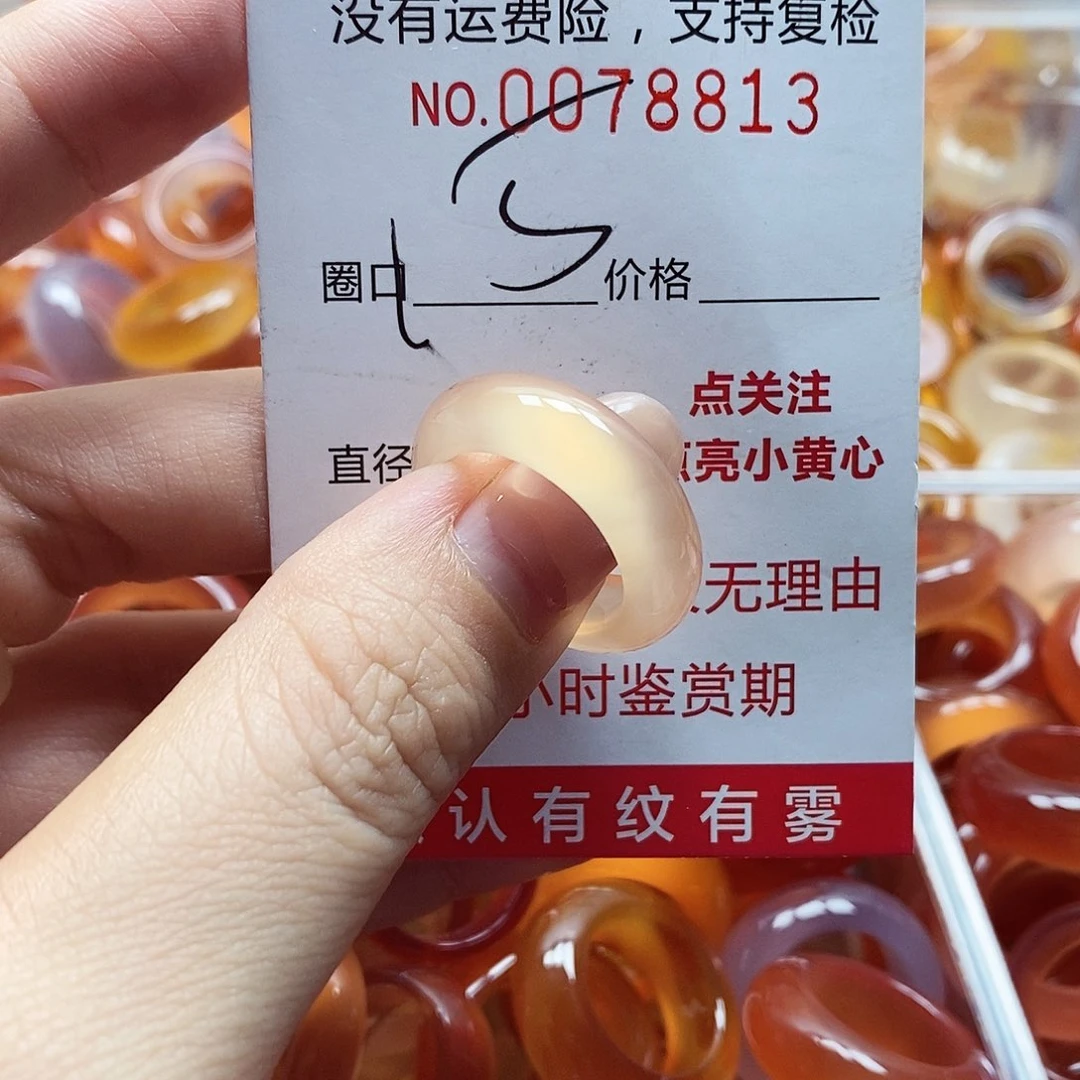 没有运费险，支持复检
NO.0078813
圈口 价格
点关注
直径 亮小黄心
无理由
小时鉴赏期
认有纹有雾